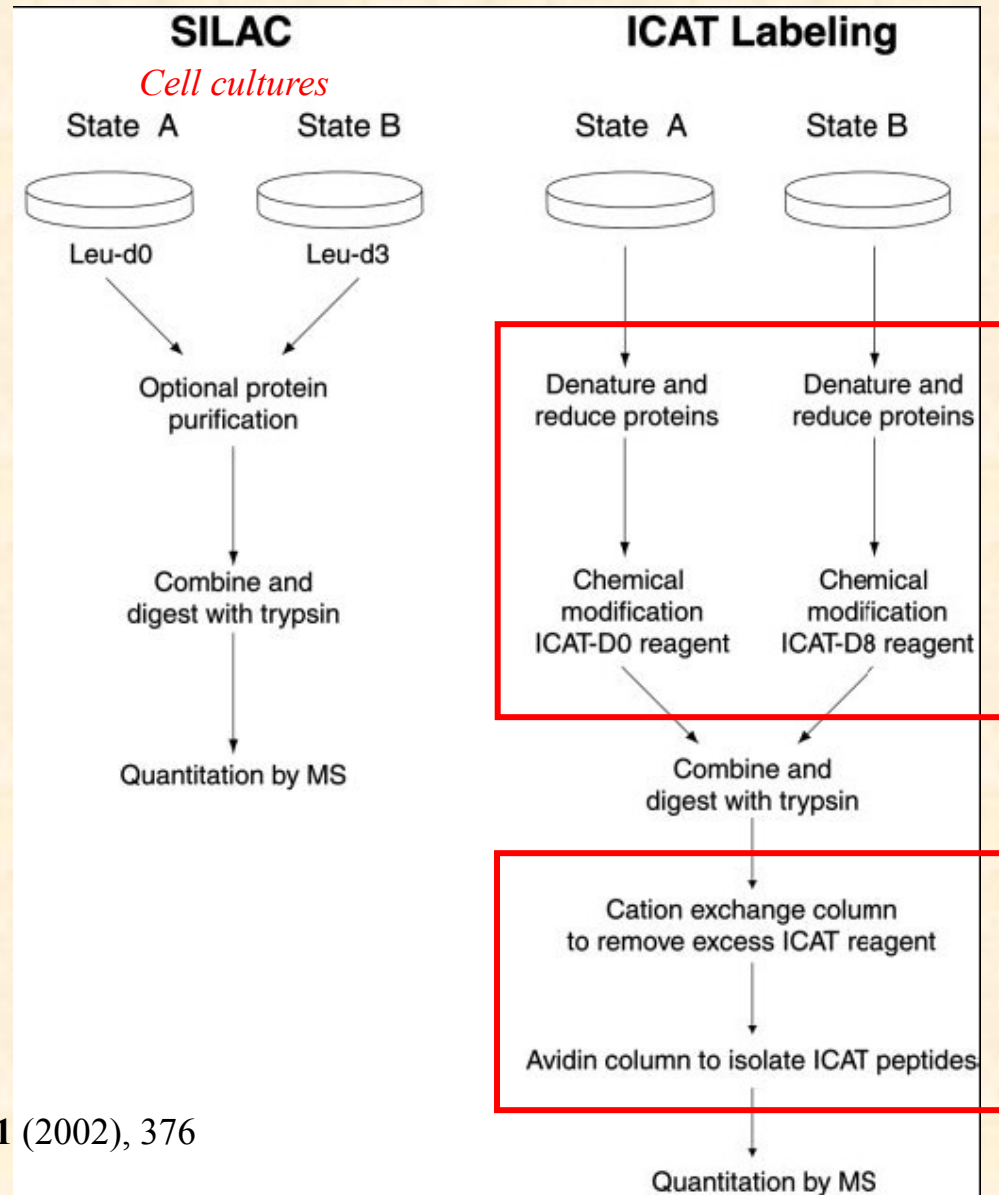 SILAC
Cell cultures
State A
State B
Leu-d0
Leu-d3
Optional protein
purification
Combine and
digest with trypsin
Quantitation by MS
ICAT Labeling
State A
State B
Denature and
reduce proteins
Denature and
reduce proteins
Chemical
modification
ICAT-D0 reagent
Chemical
modification
ICAT-D8 reagent
Combine and
digest with trypsin
Cation exchange column
to remove excess ICAT reagent
Avidin column to isolate ICAT peptides
Quantitation by MS
1 (2002), 376